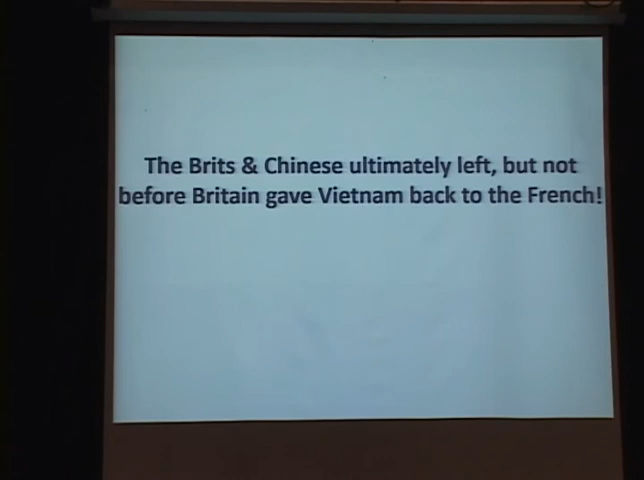 The Brits & Chinese ultimately left, but not
before Britain gave Vietnam back to the French!